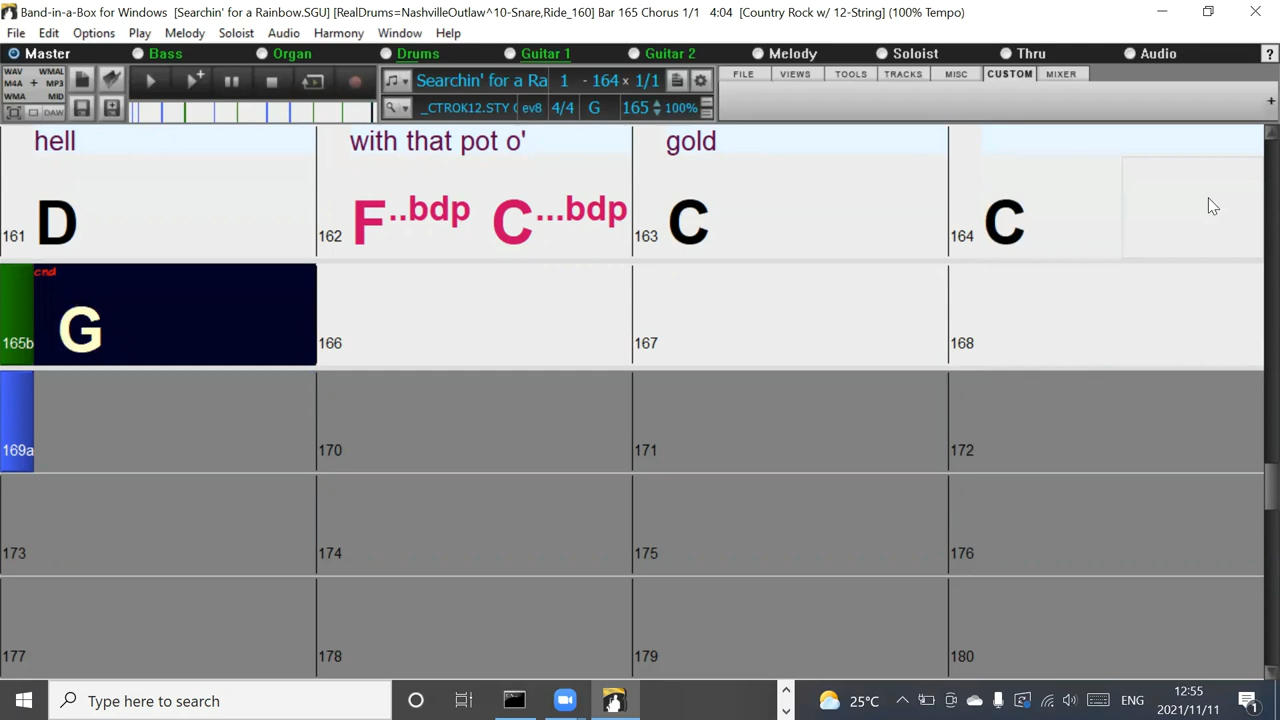 Band-in-a-Box for Windows [Searchin' for a Rainbow.SGU] [RealDrums=NashvilleOutlaw^10-Snare,Ride_160] Bar 165 Chorus 1/1 4:04 [Country Rock w/ 12-String] (100% Tempo)
File Edit Options Play Melody Soloist Audio Harmony Window Help
Master Bass Organ Drums Guitar 1 Guitar 2 Melody Soloist Thru Audio ?
WAV WMAL
M4A + MP3
WMA MID
DAW
Searchin' for a Ra 1 - 164 x 1/1
_CTROK12.STY ev8 4/4 G 165 100%
FILE VIEWS TOOLS TRACKS MISC CUSTOM MIXER
+
hell with that pot o' gold
161 D 162 F..bdp C...bdp 163 C 164 C
end
165b G 166 167 168
169a 170 171 172
173 174 175 176
177 178 179 180
Type here to search
25°C ENG 12:55
2021/11/11
1